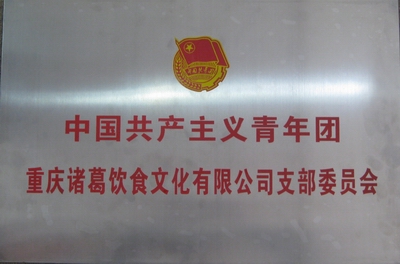 中国共产主义青年团
重庆诸葛饮食文化有限公司支部委员会